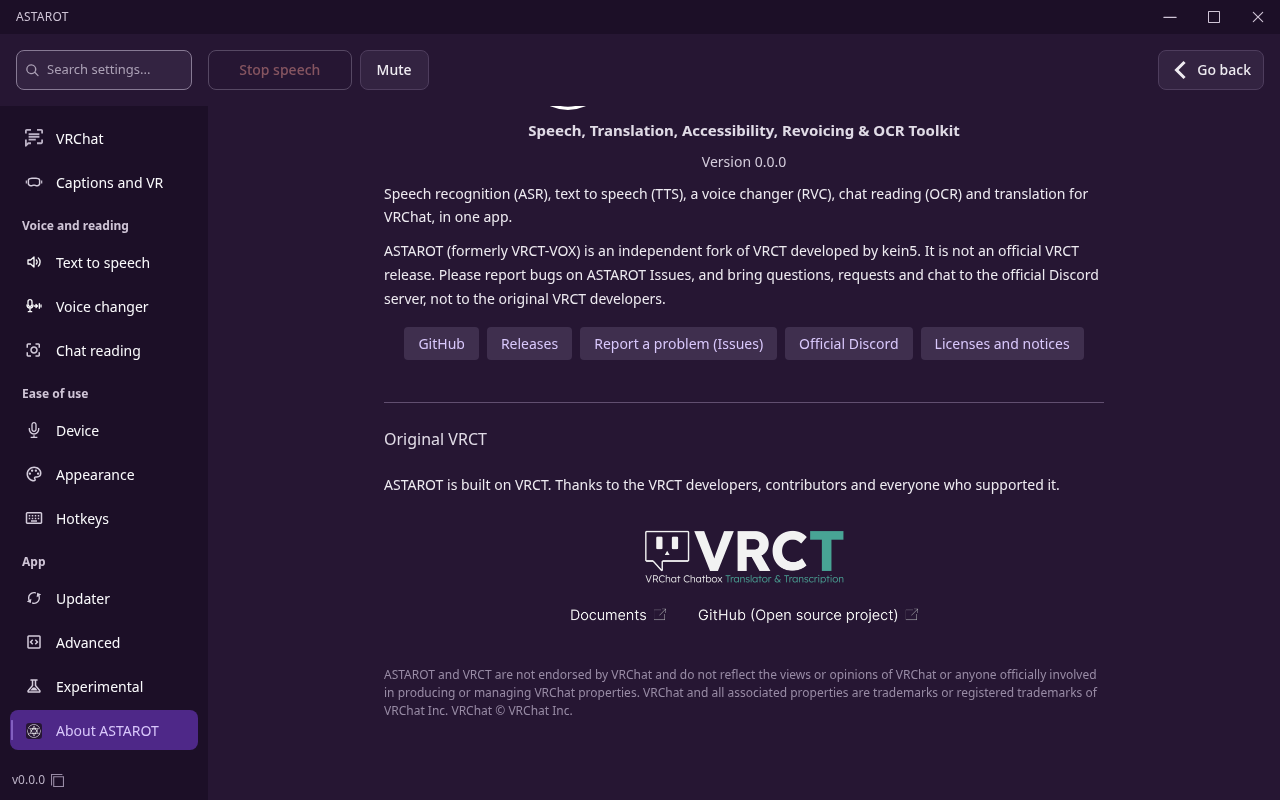 ASTAROT
Search settings...
Stop speech
Mute
Go back
VRChat
Captions and VR
Voice and reading
Text to speech
Voice changer
Chat reading
Ease of use
Device
Appearance
Hotkeys
App
Updater
Advanced
Experimental
About ASTAROT
v0.0.0
Speech, Translation, Accessibility, Revoicing & OCR Toolkit
Version 0.0.0
Speech recognition (ASR), text to speech (TTS), a voice changer (RVC), chat reading (OCR) and translation for
VRChat, in one app.
ASTAROT (formerly VRCT-VOX) is an independent fork of VRCT developed by kein5. It is not an official VRCT
release. Please report bugs on ASTAROT Issues, and bring questions, requests and chat to the official Discord
server, not to the original VRCT developers.
GitHub
Releases
Report a problem (Issues)
Official Discord
Licenses and notices
Original VRCT
ASTAROT is built on VRCT. Thanks to the VRCT developers, contributors and everyone who supported it.
VRCT
VRChat Chatbox Translator & Transcription
Documents
GitHub (Open source project)
ASTAROT and VRCT are not endorsed by VRChat and do not reflect the views or opinions of VRChat or anyone officially involved
in producing or managing VRChat properties. VRChat and all associated properties are trademarks or registered trademarks of
VRChat Inc. VRChat © VRChat Inc.